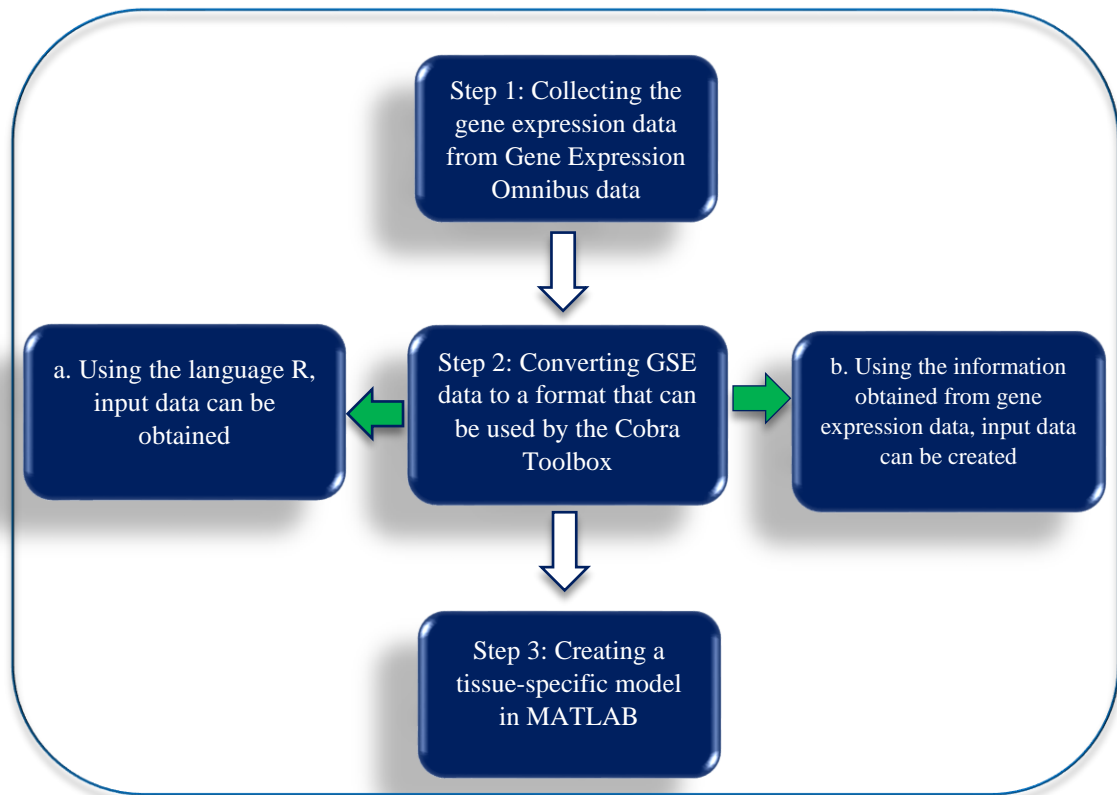 Step 1: Collecting the
gene expression data
from Gene Expression
Omnibus data
a. Using the language R,
input data can be
obtained
Step 2: Converting GSE
data to a format that can
be used by the Cobra
Toolbox
b. Using the information
obtained from gene
expression data, input data
can be created
Step 3: Creating a
tissue-specific model
in MATLAB